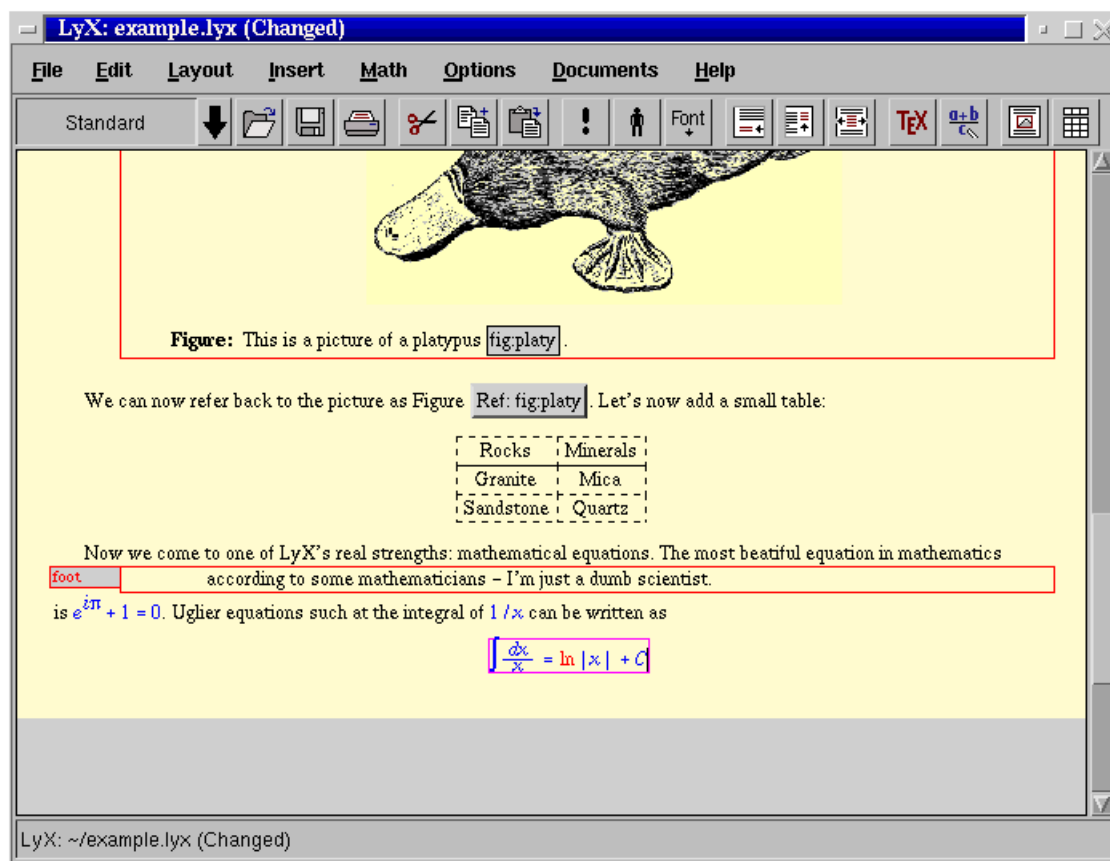 LyX: example.lyx (Changed)
File Edit Layout Insert Math Options Documents Help
Standard ! Font TEX a+b c
Figure: This is a picture of a platypus fig:platy .
We can now refer back to the picture as Figure Ref: fig:platy . Let's now add a small table:
Rocks Minerals
Granite Mica
Sandstone Quartz
Now we come to one of LyX's real strengths: mathematical equations. The most beatiful equation in mathematics
foot according to some mathematicians – I'm just a dumb scientist.
is e^{iπ} + 1 = 0. Uglier equations such at the integral of 1/x can be written as
∫ dx/x = ln |x| + C
LyX: ~/example.lyx (Changed)